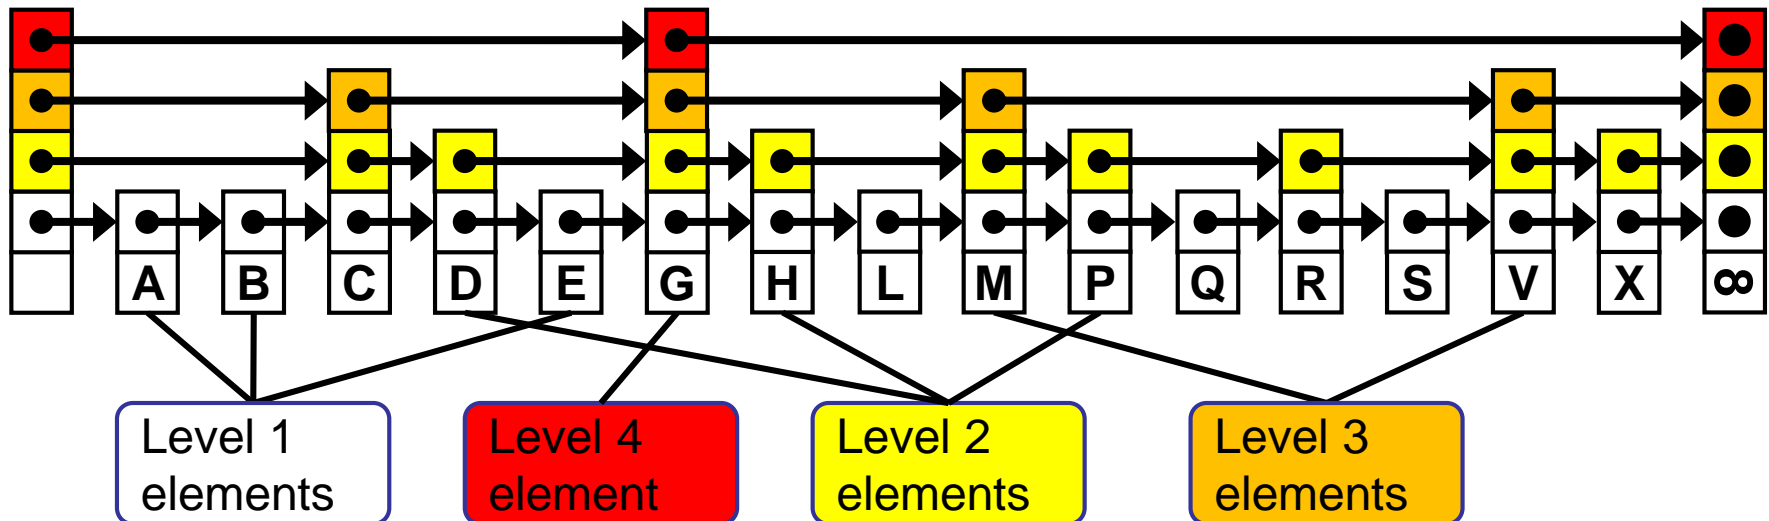 A B C D E G H L M P Q R S V X ∞
Level 1 Level 4 Level 2 Level 3
elements element elements elements